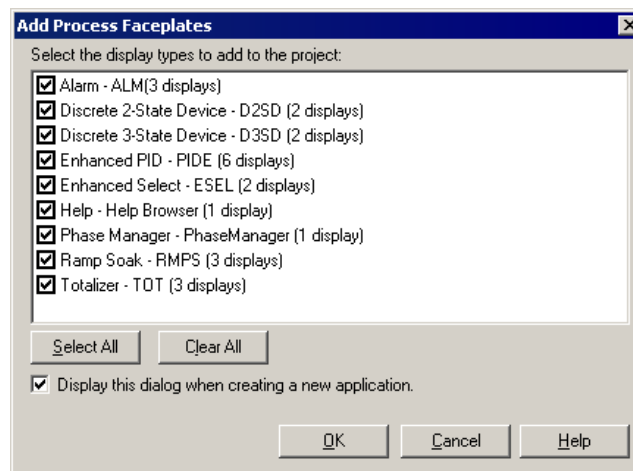 Add Process Faceplates
Select the display types to add to the project:
Alarm - ALM(3 displays)
Discrete 2-State Device - D2SD (2 displays)
Discrete 3-State Device - D3SD (2 displays)
Enhanced PID - PIDE (6 displays)
Enhanced Select - ESEL (2 displays)
Help - Help Browser (1 display)
Phase Manager - PhaseManager (1 display)
Ramp Soak - RMPS (3 displays)
Totalizer - TOT (3 displays)
Select All Clear All
Display this dialog when creating a new application.
OK Cancel Help